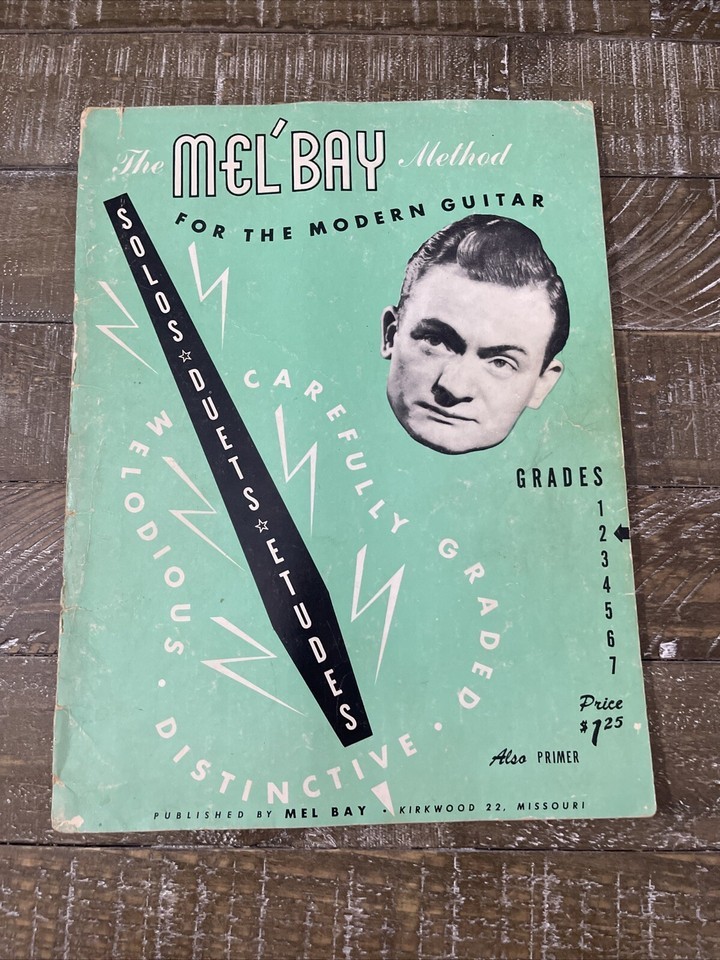 The MEL BAY Method
FOR THE MODERN GUITAR
SOLOS ☆ DUETS ☆ ETUDES
CAREFULLY GRADED •
MELODIOUS • DISTINCTIVE
GRADES
1
2
3
4
5
6
7
Price
$1.25
Also PRIMER
PUBLISHED BY MEL BAY • KIRKWOOD 22, MISSOURI